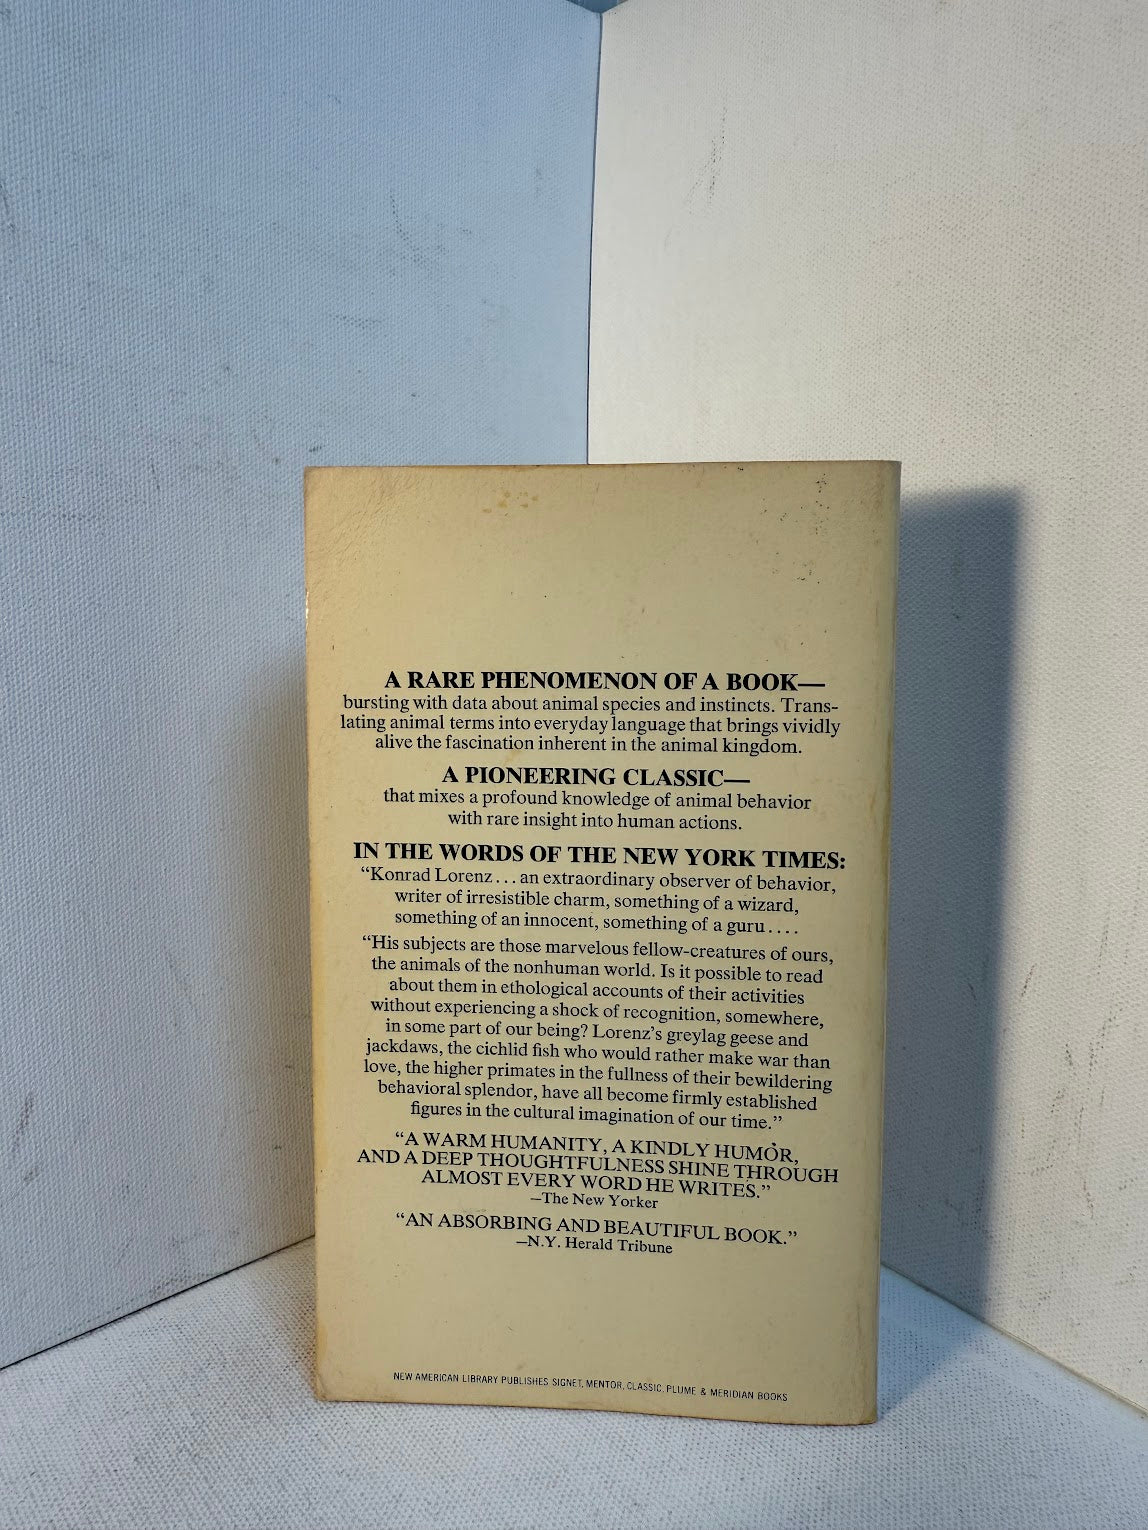 A RARE PHENOMENON OF A BOOK—
bursting with data about animal species and instincts. Trans-
lating animal terms into everyday language that brings vividly
alive the fascination inherent in the animal kingdom.
A PIONEERING CLASSIC—
that mixes a profound knowledge of animal behavior
with rare insight into human actions.
IN THE WORDS OF THE NEW YORK TIMES:
“Konrad Lorenz . . . an extraordinary observer of behavior,
writer of irresistible charm, something of a wizard,
something of an innocent, something of a guru . . . .
“His subjects are those marvelous fellow-creatures of ours,
the animals of the nonhuman world. Is it possible to read
about them in ethological accounts of their activities
without experiencing a shock of recognition, somewhere,
in some part of our being? Lorenz’s greylag geese and
jackdaws, the cichlid fish who would rather make war than
love, the higher primates in the fullness of their bewildering
behavioral splendor, have all become firmly established
figures in the cultural imagination of our time.”
“A WARM HUMANITY, A KINDLY HUMOR,
AND A DEEP THOUGHTFULNESS SHINE THROUGH
ALMOST EVERY WORD HE WRITES.”
—The New Yorker
“AN ABSORBING AND BEAUTIFUL BOOK.”
—N.Y. Herald Tribune
NEW AMERICAN LIBRARY PUBLISHES SIGNET, MENTOR, CLASSIC, PLUME & MERIDIAN BOOKS